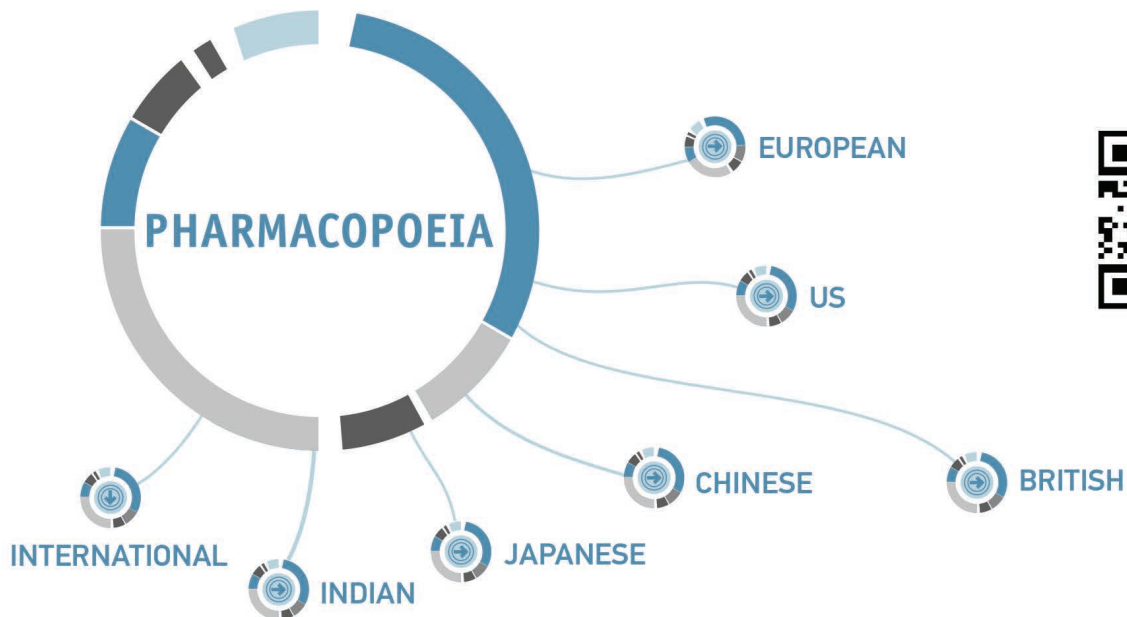 PHARMACOPOEIA
EUROPEAN
US
CHINESE
BRITISH
JAPANESE
INTERNATIONAL
INDIAN